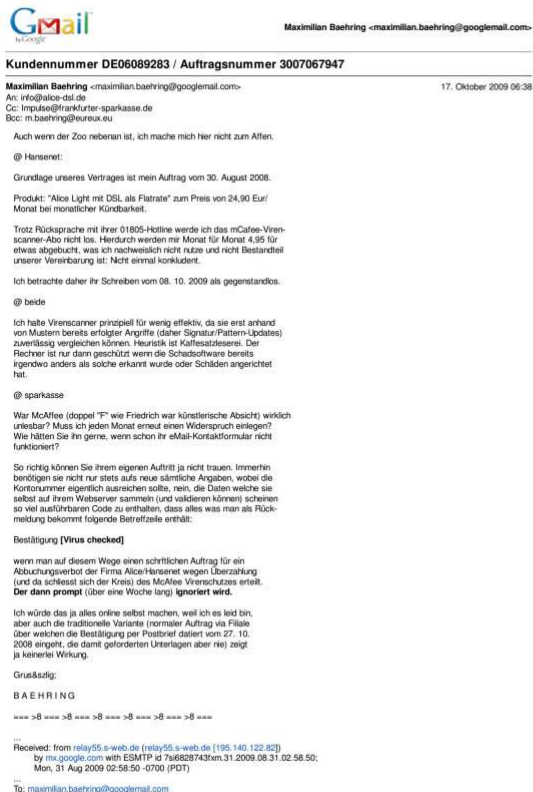 Gmail
by Google
Maximilian Baehring <maximilian.baehring@googlemail.com>
Kundennummer DE06089283 / Auftragsnummer 3007067947
Maximilian Baehring <maximilian.baehring@googlemail.com> 17. Oktober 2009 06:38
An: info@alice-dsl.de
Cc: Impulse@frankfurter-sparkasse.de
Bcc: m.baehring@eureux.eu
Auch wenn der Zoo nebenan ist, ich mache mich hier nicht zum Affen.
@ Hansenet:
Grundlage unseres Vertrages ist mein Auftrag vom 30. August 2008.
Produkt: "Alice Light mit DSL als Flatrate" zum Preis von 24,90 Eur/
Monat bei monatlicher Kündbarkeit.
Trotz Rücksprache mit ihrer 01805-Hotline werde ich das mCafee-Viren-
scanner-Abo nicht los. Hierdurch werden mir Monat für Monat 4,95 für
etwas abgebucht, was ich nachweislich nicht nutze und nicht Bestandteil
unserer Vereinbarung ist: Nicht einmal konkludent.
Ich betrachte daher ihr Schreiben vom 08. 10. 2009 als gegenstandlos.
@ beide
Ich halte Virenscanner prinzipiell für wenig effektiv, da sie erst anhand
von Mustern bereits erfolgter Angriffe (daher Signatur/Pattern-Updates)
zuverlässig vergleichen können. Heuristik ist Kaffesatzleserei. Der
Rechner ist nur dann geschützt wenn die Schadsoftware bereits
irgendwo anders als solche erkannt wurde oder Schäden angerichtet
hat.
@ sparkasse
War McAffee (doppel "F" wie Friedrich war künstlerische Absicht) wirklich
unlesbar? Muss ich jeden Monat erneut einen Widerspruch einlegen?
Wie hätten Sie ihn gerne, wenn schon ihr eMail-Kontaktformular nicht
funktioniert?
So richtig können Sie ihrem eigenen Auftritt ja nicht trauen. Immerhin
benötigen sie nicht nur stets aufs neue sämtliche Angaben, wobei die
Kontonummer eigentlich ausreichen sollte, nein, die Daten welche sie
selbst auf ihrem Webserver sammeln (und validieren können) scheinen
so viel ausführbaren Code zu enthalten, dass alles was man als Rück-
meldung bekommt folgende Betreffzeile enthält:
Bestätigung [Virus checked]
wenn man auf diesem Wege einen schrftlichen Auftrag für ein
Abbuchungsverbot der Firma Alice/Hansenet wegen Überzahlung
(und da schliesst sich der Kreis) des McAfee Virenschutzes erteilt.
Der dann prompt (über eine Woche lang) ignoriert wird.
Ich würde das ja alles online selbst machen, weil ich es leid bin,
aber auch die traditionelle Variante (normaler Auftrag via Filiale
über welchen die Bestätigung per Postbrief datiert vom 27. 10.
2008 eingeht, die damit geforderten Unterlagen aber nie) zeigt
ja keinerlei Wirkung.
Grus&szlig;
B A E H R I N G
=== >8 === >8 === >8 === >8 === >8 ===
...
Received: from relay55.s-web.de (relay55.s-web.de [195.140.122.82])
by mx.google.com with ESMTP id 7si6828743fxm.31.2009.08.31.02.58.50;
Mon, 31 Aug 2009 02:58:50 -0700 (PDT)
...
To: maximilian.baehring@googlemail.com